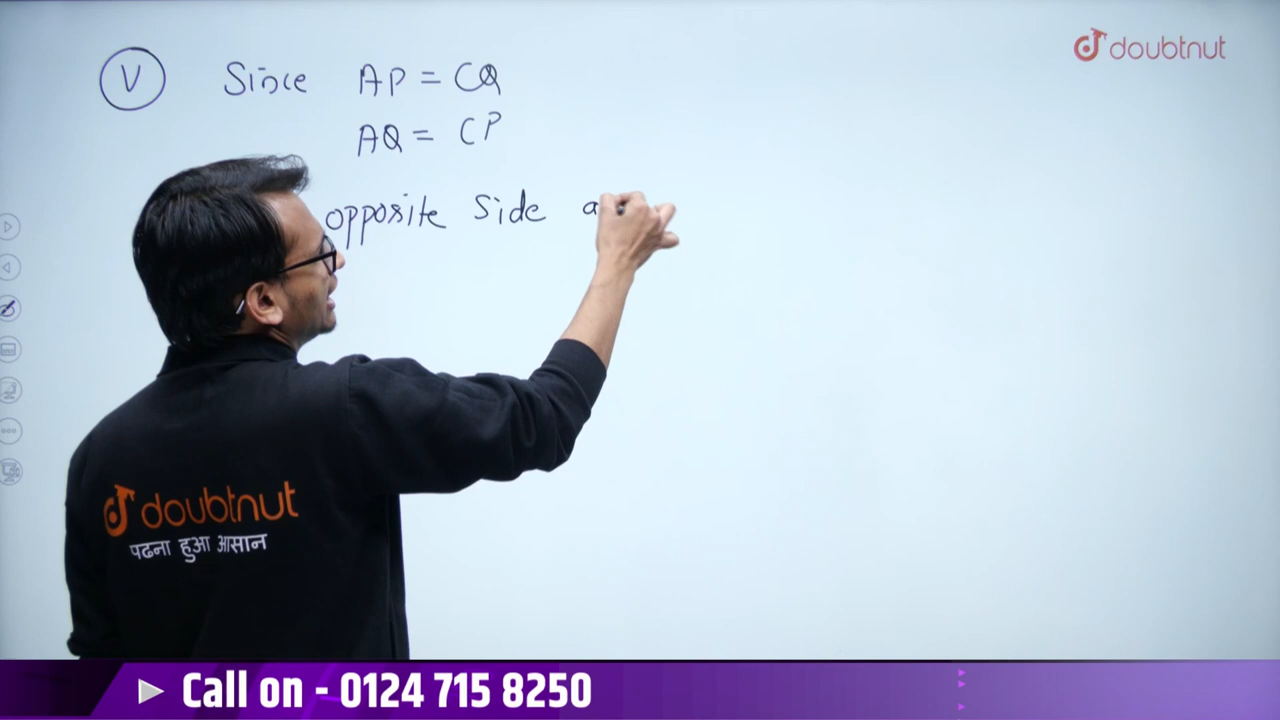 V Since AP = CQ
AQ = CP
opposite side a
doubtnut
doubtnut
पढना हुआ आसान
Call on - 0124 715 8250